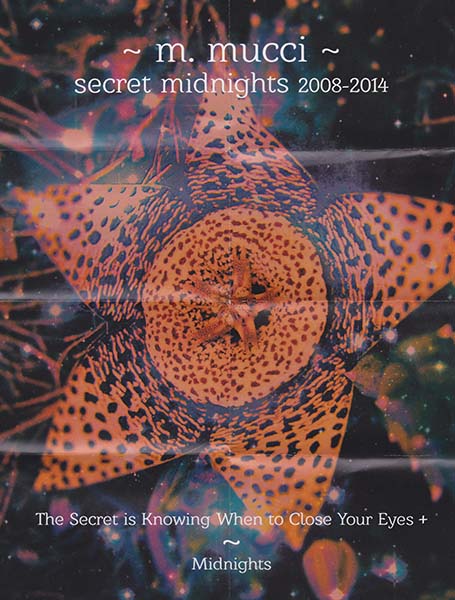 ~ m. mucci ~
secret midnights 2008-2014
The Secret is Knowing When to Close Your Eyes +
~
Midnights